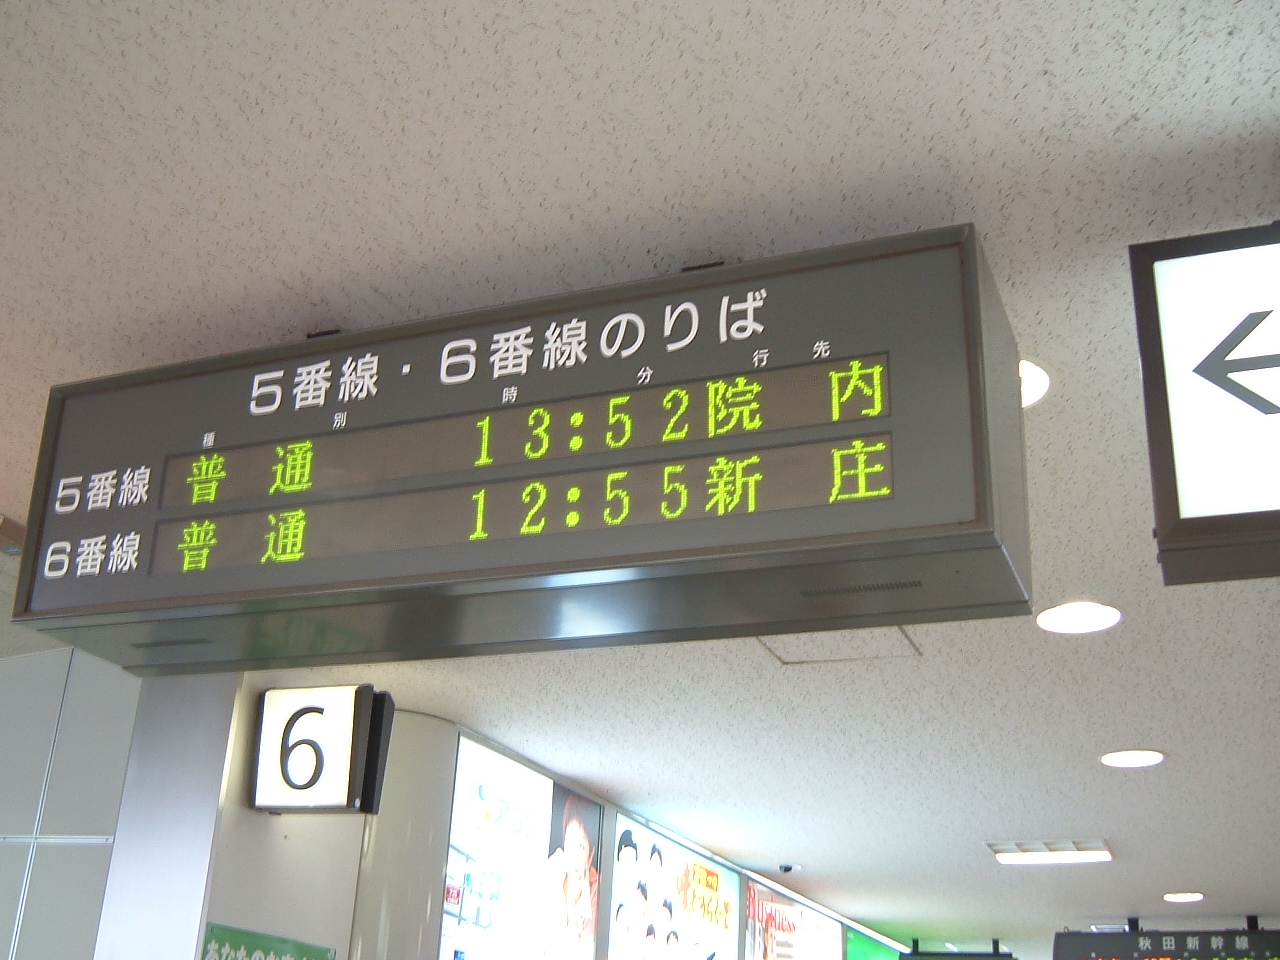 5番線・6番線のりば
種別 時分 行先
5番線 普通 13:52 院内
6番線 普通 12:55 新庄
6
Business
秋田新幹線